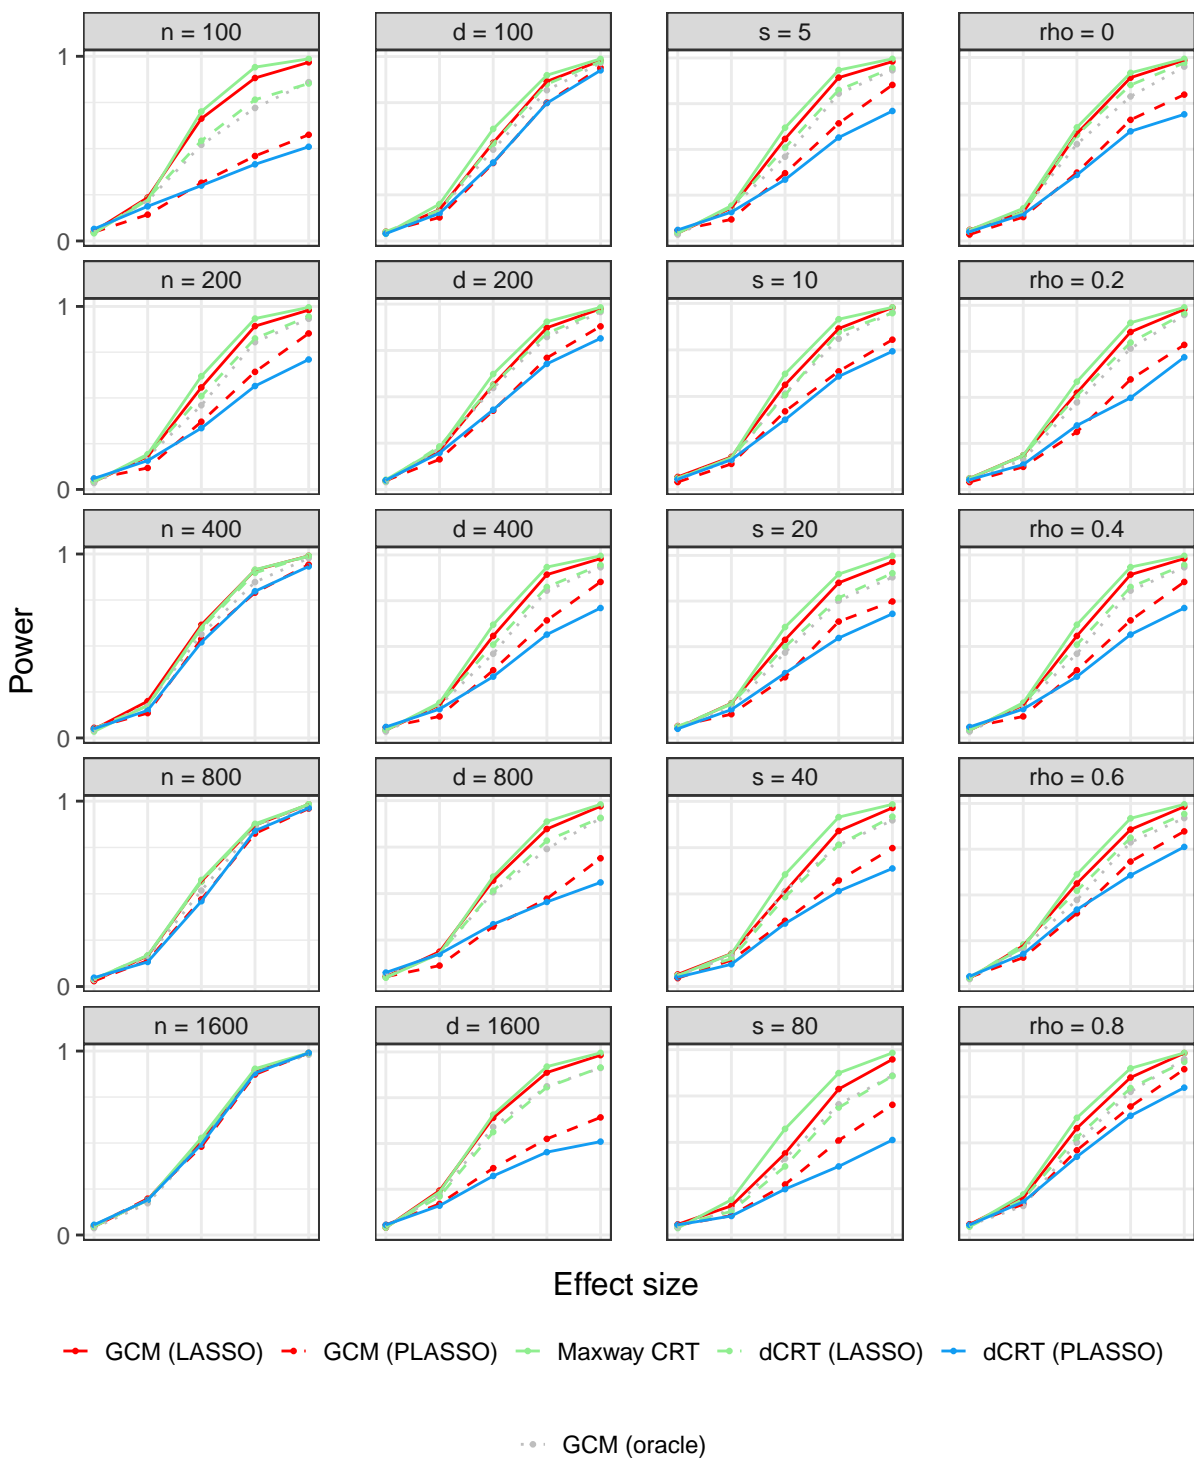 n = 100 d = 100 s = 5 rho = 0
1
0
n = 200 d = 200 s = 10 rho = 0.2
1
0
n = 400 d = 400 s = 20 rho = 0.4
1
0
Power
n = 800 d = 800 s = 40 rho = 0.6
1
0
n = 1600 d = 1600 s = 80 rho = 0.8
1
0
Effect size
GCM (LASSO) GCM (PLASSO) Maxway CRT dCRT (LASSO) dCRT (PLASSO)
GCM (oracle)